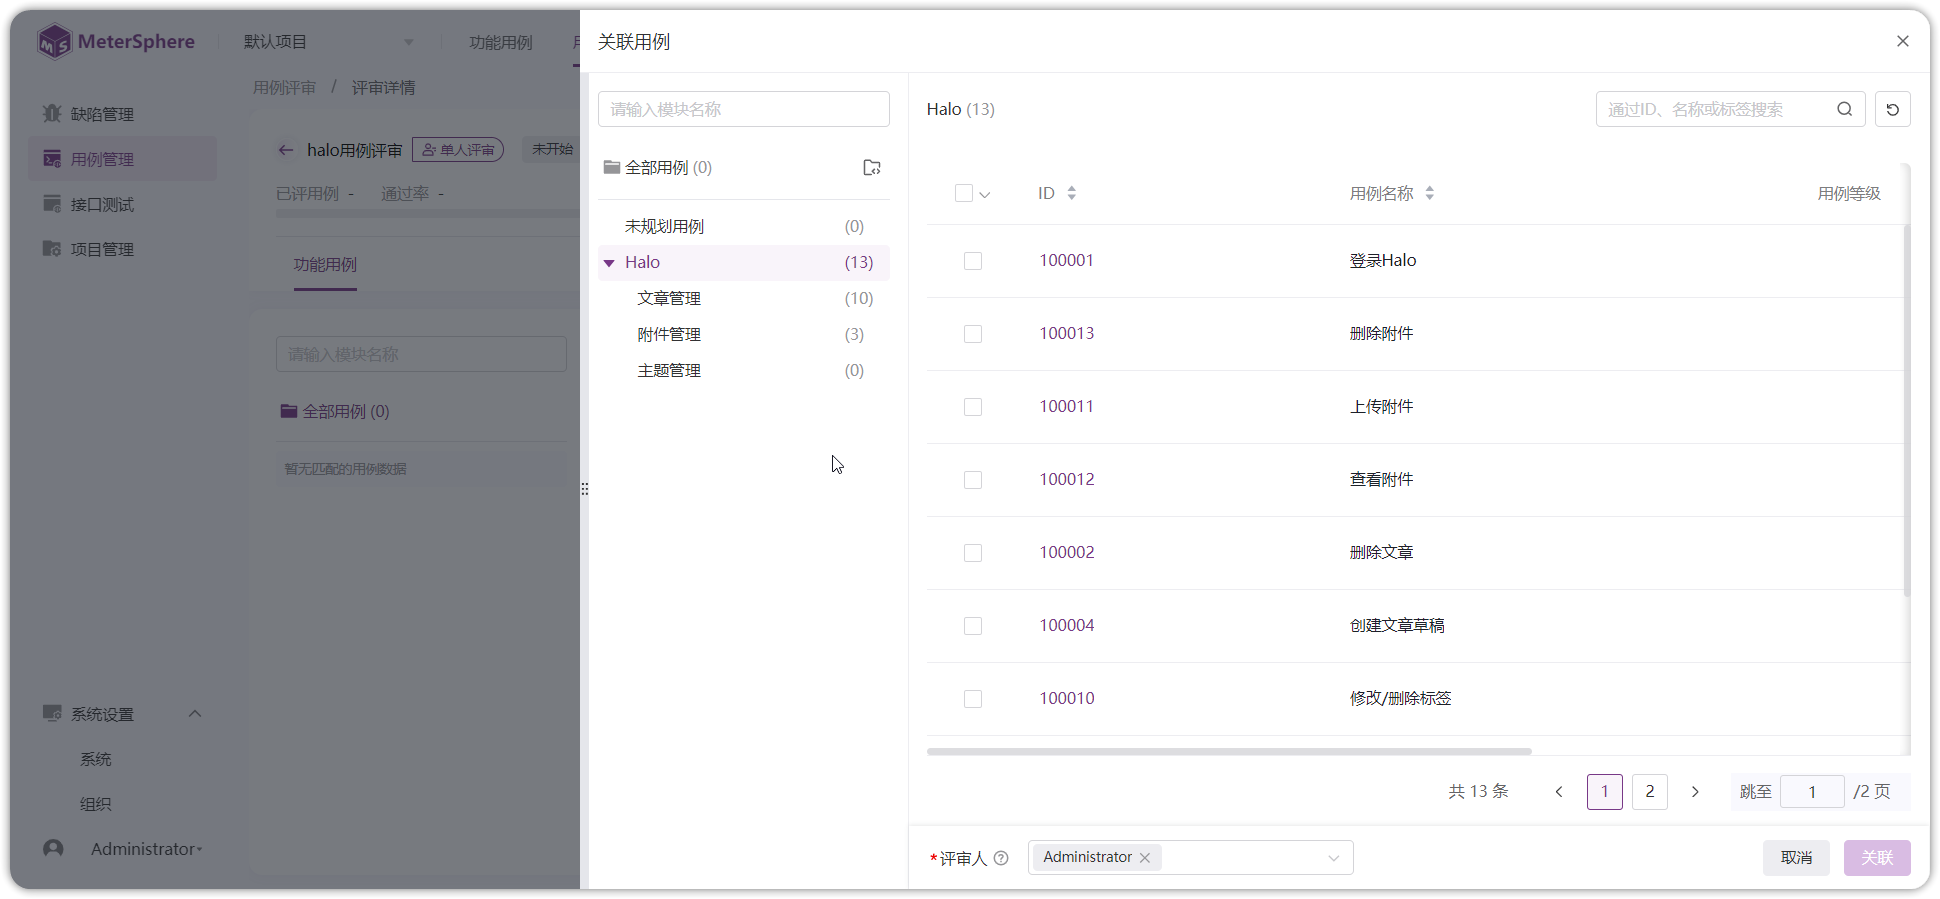 MeterSphere
默认项目
功能用例
缺陷管理
用例管理
接口测试
项目管理
系统设置
系统
组织
Administrator
用例评审 / 评审详情
halo用例评审 单人评审 未开始
已评用例 - 通过率 -
功能用例
请输入模块名称
全部用例 (0)
暂无匹配的用例数据
关联用例
请输入模块名称
全部用例 (0)
未规划用例 (0)
Halo (13)
文章管理 (10)
附件管理 (3)
主题管理 (0)
Halo (13)
通过ID、名称或标签搜索
ID 用例名称 用例等级
100001 登录Halo
100013 删除附件
100011 上传附件
100012 查看附件
100002 删除文章
100004 创建文章草稿
100010 修改/删除标签
共 13 条 1 2 跳至 1 /2 页
*评审人 Administrator
取消 关联